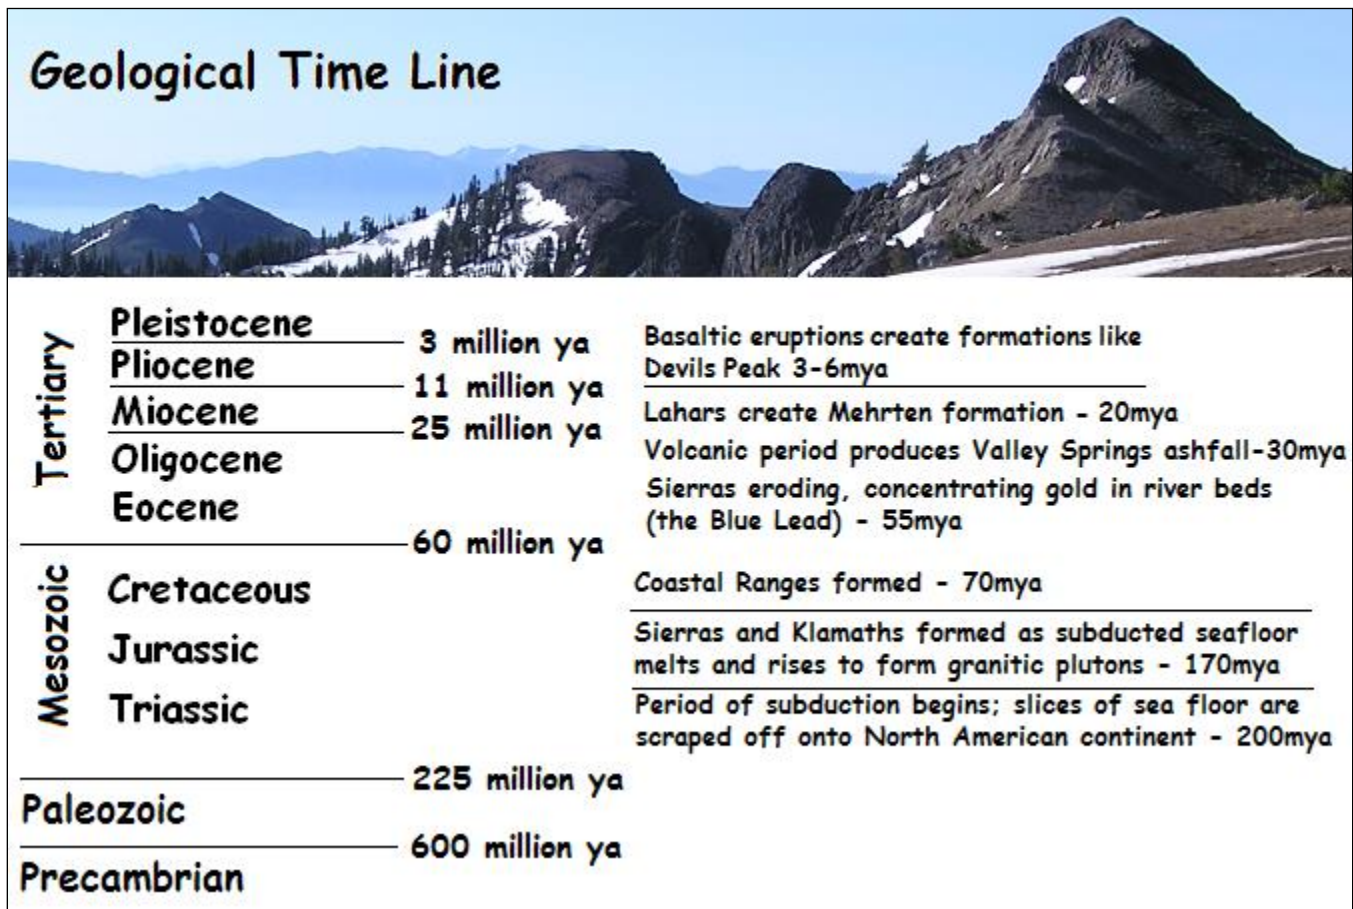 Geological Time Line
Tertiary
Pleistocene
3 million ya
Pliocene
11 million ya
Miocene
25 million ya
Oligocene
Eocene
60 million ya
Basaltic eruptions create formations like
Devils Peak 3-6mya
Lahars create Mehrten formation - 20mya
Volcanic period produces Valley Springs ashfall-30mya
Sierras eroding, concentrating gold in river beds
(the Blue Lead) - 55mya
Mesozoic
Cretaceous
Jurassic
Triassic
225 million ya
Coastal Ranges formed - 70mya
Sierras and Klamaths formed as subducted seafloor
melts and rises to form granitic plutons - 170mya
Period of subduction begins; slices of sea floor are
scraped off onto North American continent - 200mya
Paleozoic
600 million ya
Precambrian